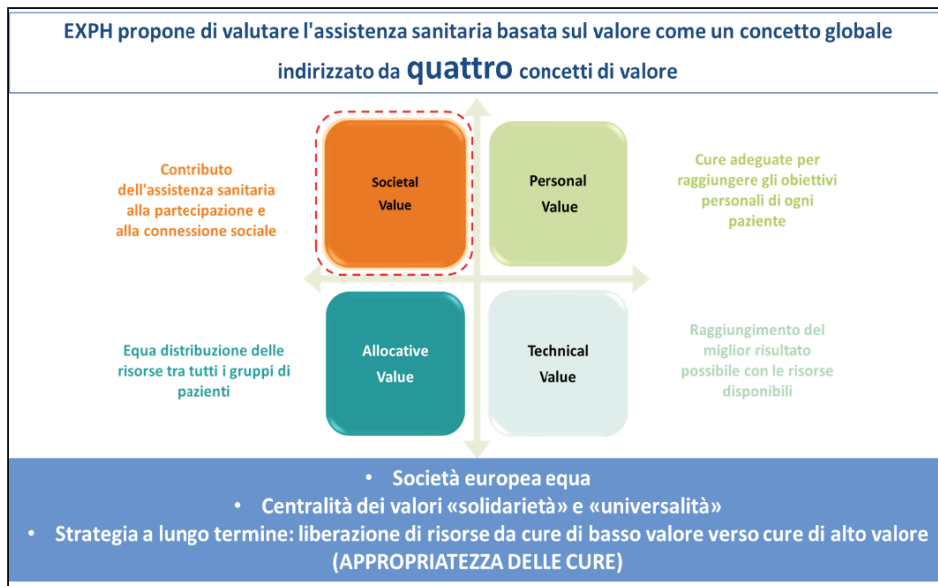 EXPH propone di valutare l'assistenza sanitaria basata sul valore come un concetto globale
indirizzato da quattro concetti di valore
Contributo
dell'assistenza sanitaria
alla partecipazione e
alla connessione sociale
Societal
Value
Personal
Value
Cure adeguate per
raggiungere gli obiettivi
personali di ogni
paziente
Equa distribuzione delle
risorse tra tutti i gruppi di
pazienti
Allocative
Value
Technical
Value
Raggiungimento del
miglior risultato
possibile con le risorse
disponibili
• Società europea equa
• Centralità dei valori «solidarietà» e «universalità»
• Strategia a lungo termine: liberazione di risorse da cure di basso valore verso cure di alto valore
(APPROPRIATEZZA DELLE CURE)